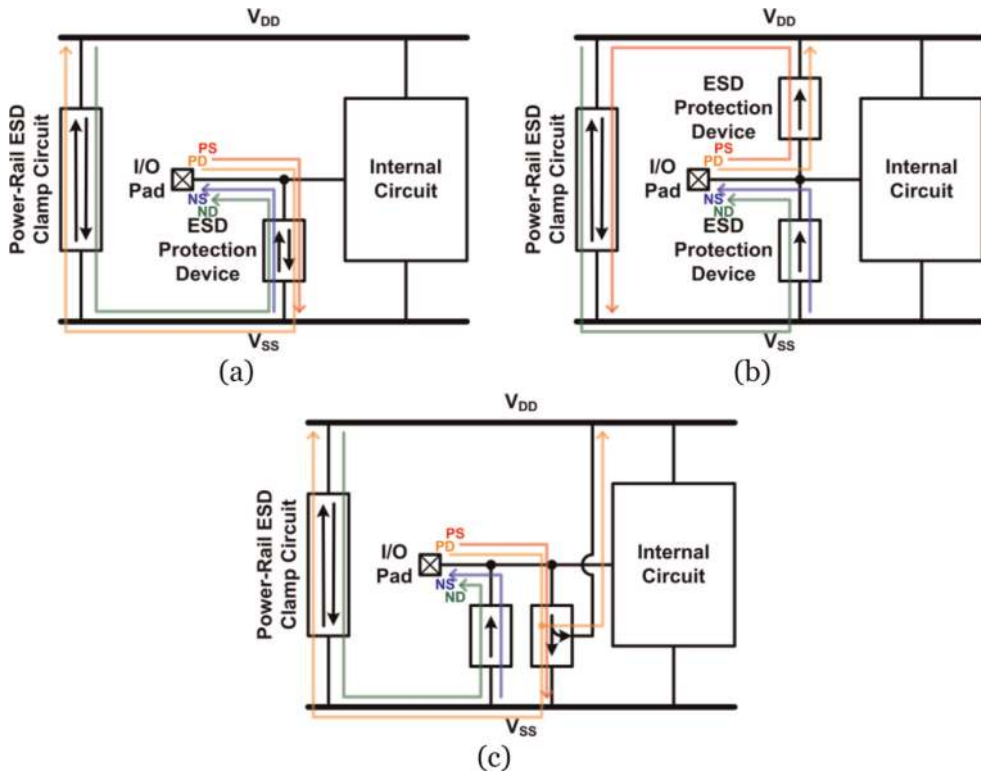 VDD
Power-Rail ESD
Clamp Circuit
I/O
Pad
PS
PD
NS
ND
ESD
Protection
Device
Internal
Circuit
VSS
(a)
VDD
Power-Rail ESD
Clamp Circuit
ESD
Protection
Device
I/O
Pad
PS
PD
NS
ND
ESD
Protection
Device
Internal
Circuit
VSS
(b)
VDD
Power-Rail ESD
Clamp Circuit
I/O
Pad
PS
PD
NS
ND
Internal
Circuit
VSS
(c)